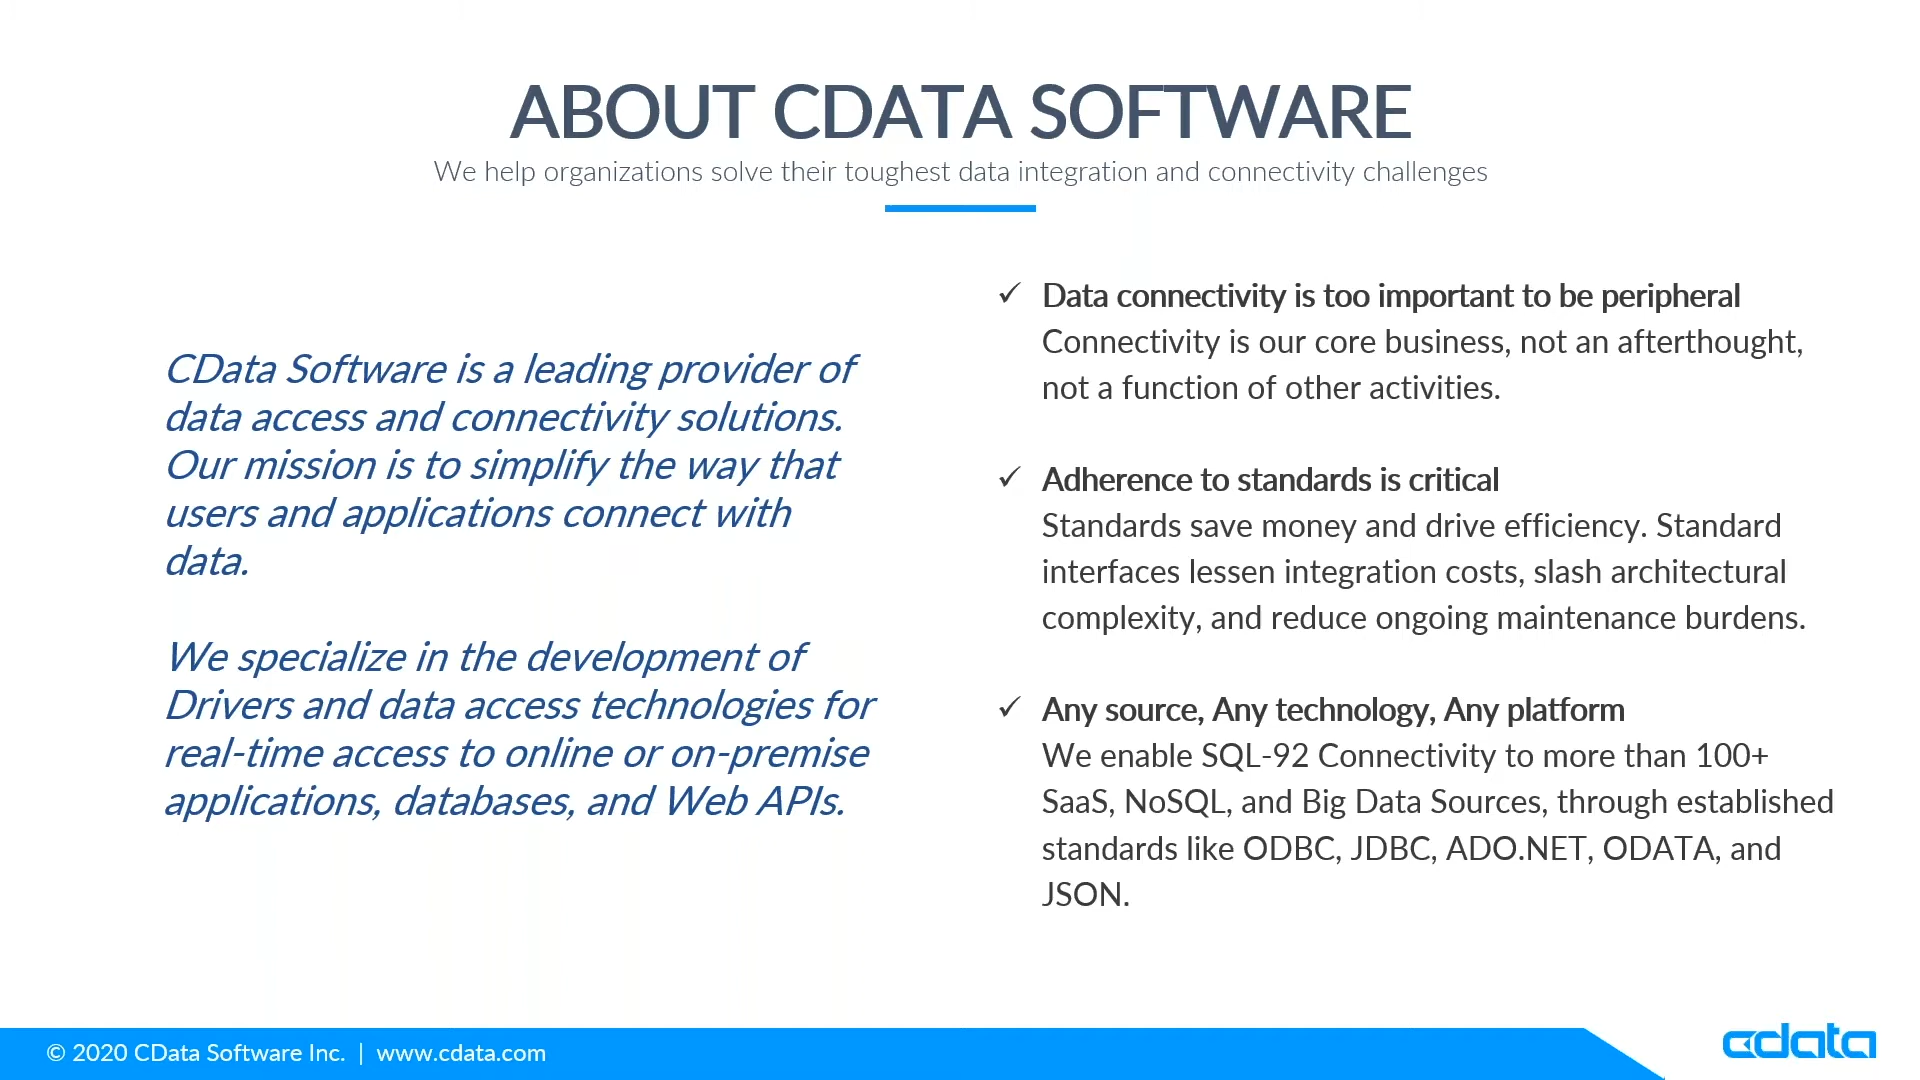 ABOUT CDATA SOFTWARE
We help organizations solve their toughest data integration and connectivity challenges
CData Software is a leading provider of
data access and connectivity solutions.
Our mission is to simplify the way that
users and applications connect with
data.
We specialize in the development of
Drivers and data access technologies for
real-time access to online or on-premise
applications, databases, and Web APIs.
✓ Data connectivity is too important to be peripheral
Connectivity is our core business, not an afterthought,
not a function of other activities.
✓ Adherence to standards is critical
Standards save money and drive efficiency. Standard
interfaces lessen integration costs, slash architectural
complexity, and reduce ongoing maintenance burdens.
✓ Any source, Any technology, Any platform
We enable SQL-92 Connectivity to more than 100+
SaaS, NoSQL, and Big Data Sources, through established
standards like ODBC, JDBC, ADO.NET, ODATA, and
JSON.
© 2020 CData Software Inc. | www.cdata.com
cdata